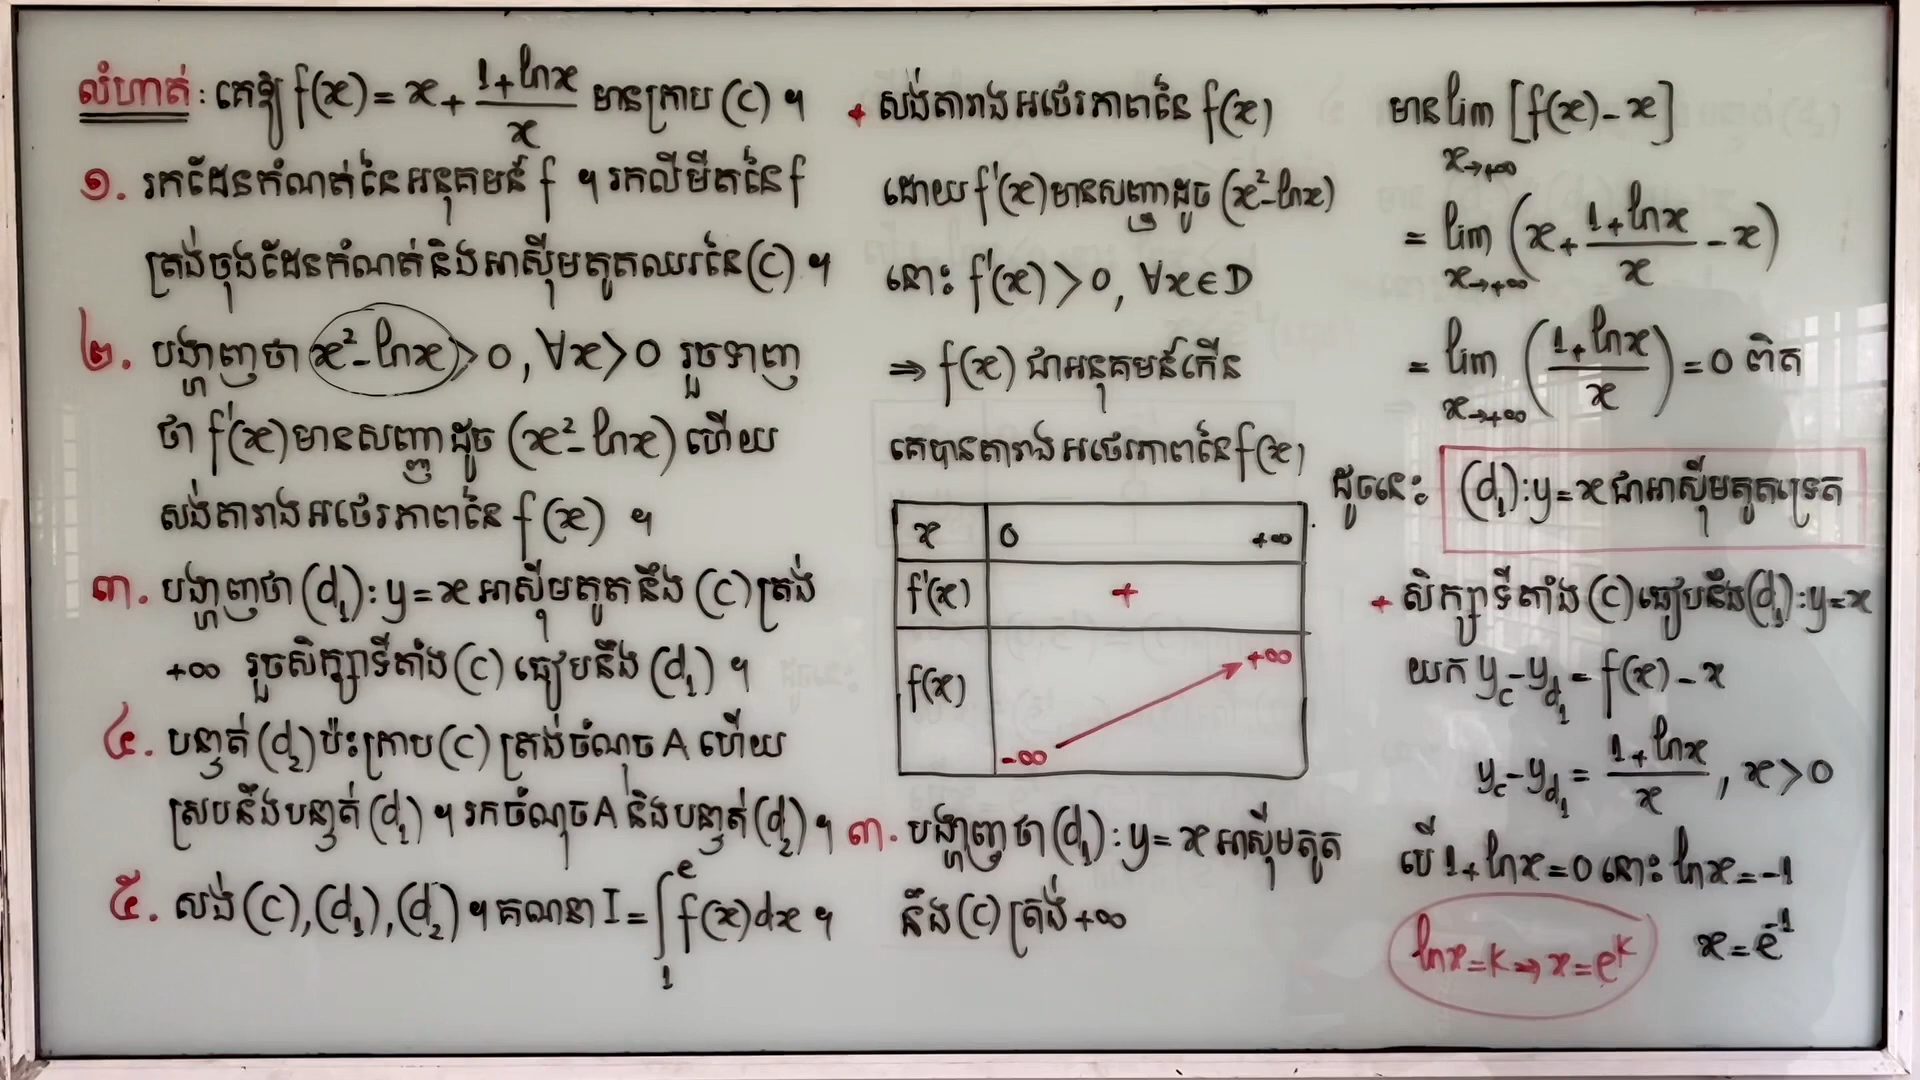 លំហាត់: គេឱ្យ f(x) = x + (1+lnx)/x មានក្រាប (C) ។
១. រកដែនកំណត់នៃអនុគមន៍ f ។ រកលីមីតនៃ f
ត្រង់ចុងដែនកំណត់និងអាស៊ីមតូតឈរនៃ (C) ។
២. បង្ហាញថា x² - lnx > 0, ∀x > 0 រួចទាញ
ថា f'(x) មានសញ្ញាដូច (x² - lnx) ហើយ
សង់តារាងអថេរភាពនៃ f(x) ។
៣. បង្ហាញថា (d₁): y = x អាស៊ីមតូតនឹង (C) ត្រង់
+∞ រួចសិក្សាទីតាំង (C) ធៀបនឹង (d₁) ។
៤. បន្ទាត់ (d₂) ប៉ះក្រាប (C) ត្រង់ចំណុច A ហើយ
ស្របនឹងបន្ទាត់ (d₁) ។ រកចំណុច A និងបន្ទាត់ (d₂) ។
៥. សង់ (C), (d₁), (d₂) ។ គណនា I = ∫₁ᵉ f(x)dx ។
+ សង់តារាងអថេរភាពនៃ f(x)
ដោយ f'(x) មានសញ្ញាដូច (x² - lnx)
នោះ f'(x) > 0, ∀x ∈ D
⇒ f(x) ជាអនុគមន៍កើន
គេបានតារាងអថេរភាពនៃ f(x)
x 0 +∞
f'(x) +
f(x) -∞ +∞
៣. បង្ហាញថា (d₁): y = x អាស៊ីមតូត
នឹង (C) ត្រង់ +∞
មាន lim x→+∞ [f(x) - x]
= lim x→+∞ (x + (1+lnx)/x - x)
= lim x→+∞ ((1+lnx)/x) = 0 ពិត
ដូចនេះ (d₁): y = x ជាអាស៊ីមតូតទ្រេត
+ សិក្សាទីតាំង (C) ធៀបនឹង (d₁): y = x
យក y_c - y_d₁ = f(x) - x
y_c - y_d₁ = (1+lnx)/x, x > 0
បើ 1 + lnx = 0 នោះ lnx = -1
lnx = k ⇒ x = eᵏ x = e⁻¹